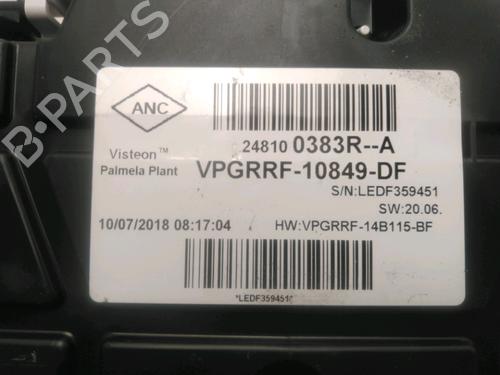 ANC
24810 0383R--A
Visteon™
Palmela Plant
VPGRRF-10849-DF
S/N:LEDF359451
SW:20.06.
10/07/2018 08:17:04
HW:VPGRRF-14B115-BF
*LEDF359451*
B-PARTS